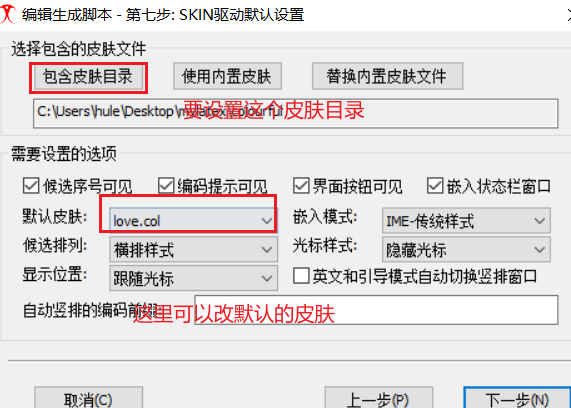 编辑生成脚本 - 第七步: SKIN驱动默认设置
选择包含的皮肤文件
包含皮肤目录 使用内置皮肤 替换内置皮肤文件
C:\Users\hule\Desktop\mylatex\colourful
要设置这个皮肤目录
需要设置的选项
候选序号可见 编码提示可见 界面按钮可见 嵌入状态栏窗口
默认皮肤: love.col 嵌入模式: IME-传统样式
候选排列: 横排样式 光标样式: 隐藏光标
显示位置: 跟随光标 英文和引导模式自动切换竖排窗口
自动竖排的编码前缀:
这里可以改默认的皮肤
取消(C) 上一步(P) 下一步(N)